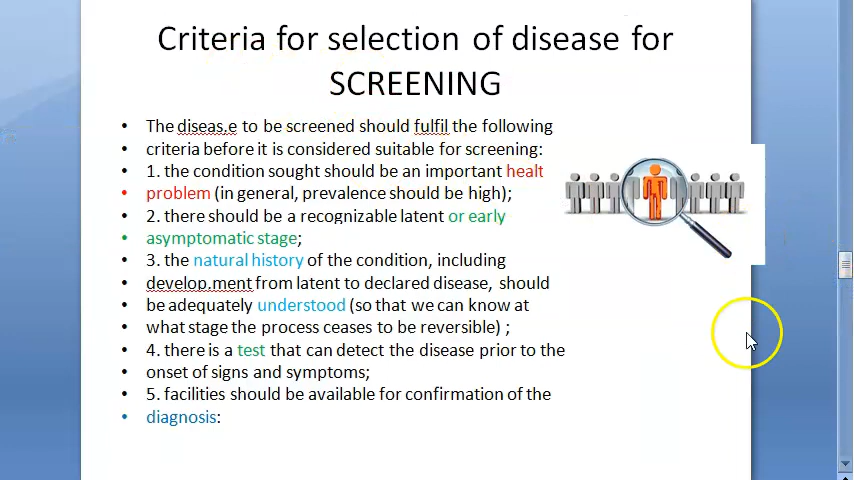 Criteria for selection of disease for
SCREENING
• The diseas,e to be screened should fulfil the following
• criteria before it is considered suitable for screening:
• 1. the condition sought should be an important healt
• problem (in general, prevalence should be high);
• 2. there should be a recognizable latent or early
• asymptomatic stage;
• 3. the natural history of the condition, including
• develop,ment from latent to declared disease, should
• be adequately understood (so that we can know at
• what stage the process ceases to be reversible) ;
• 4. there is a test that can detect the disease prior to the
• onset of signs and symptoms;
• 5. facilities should be available for confirmation of the
• diagnosis: